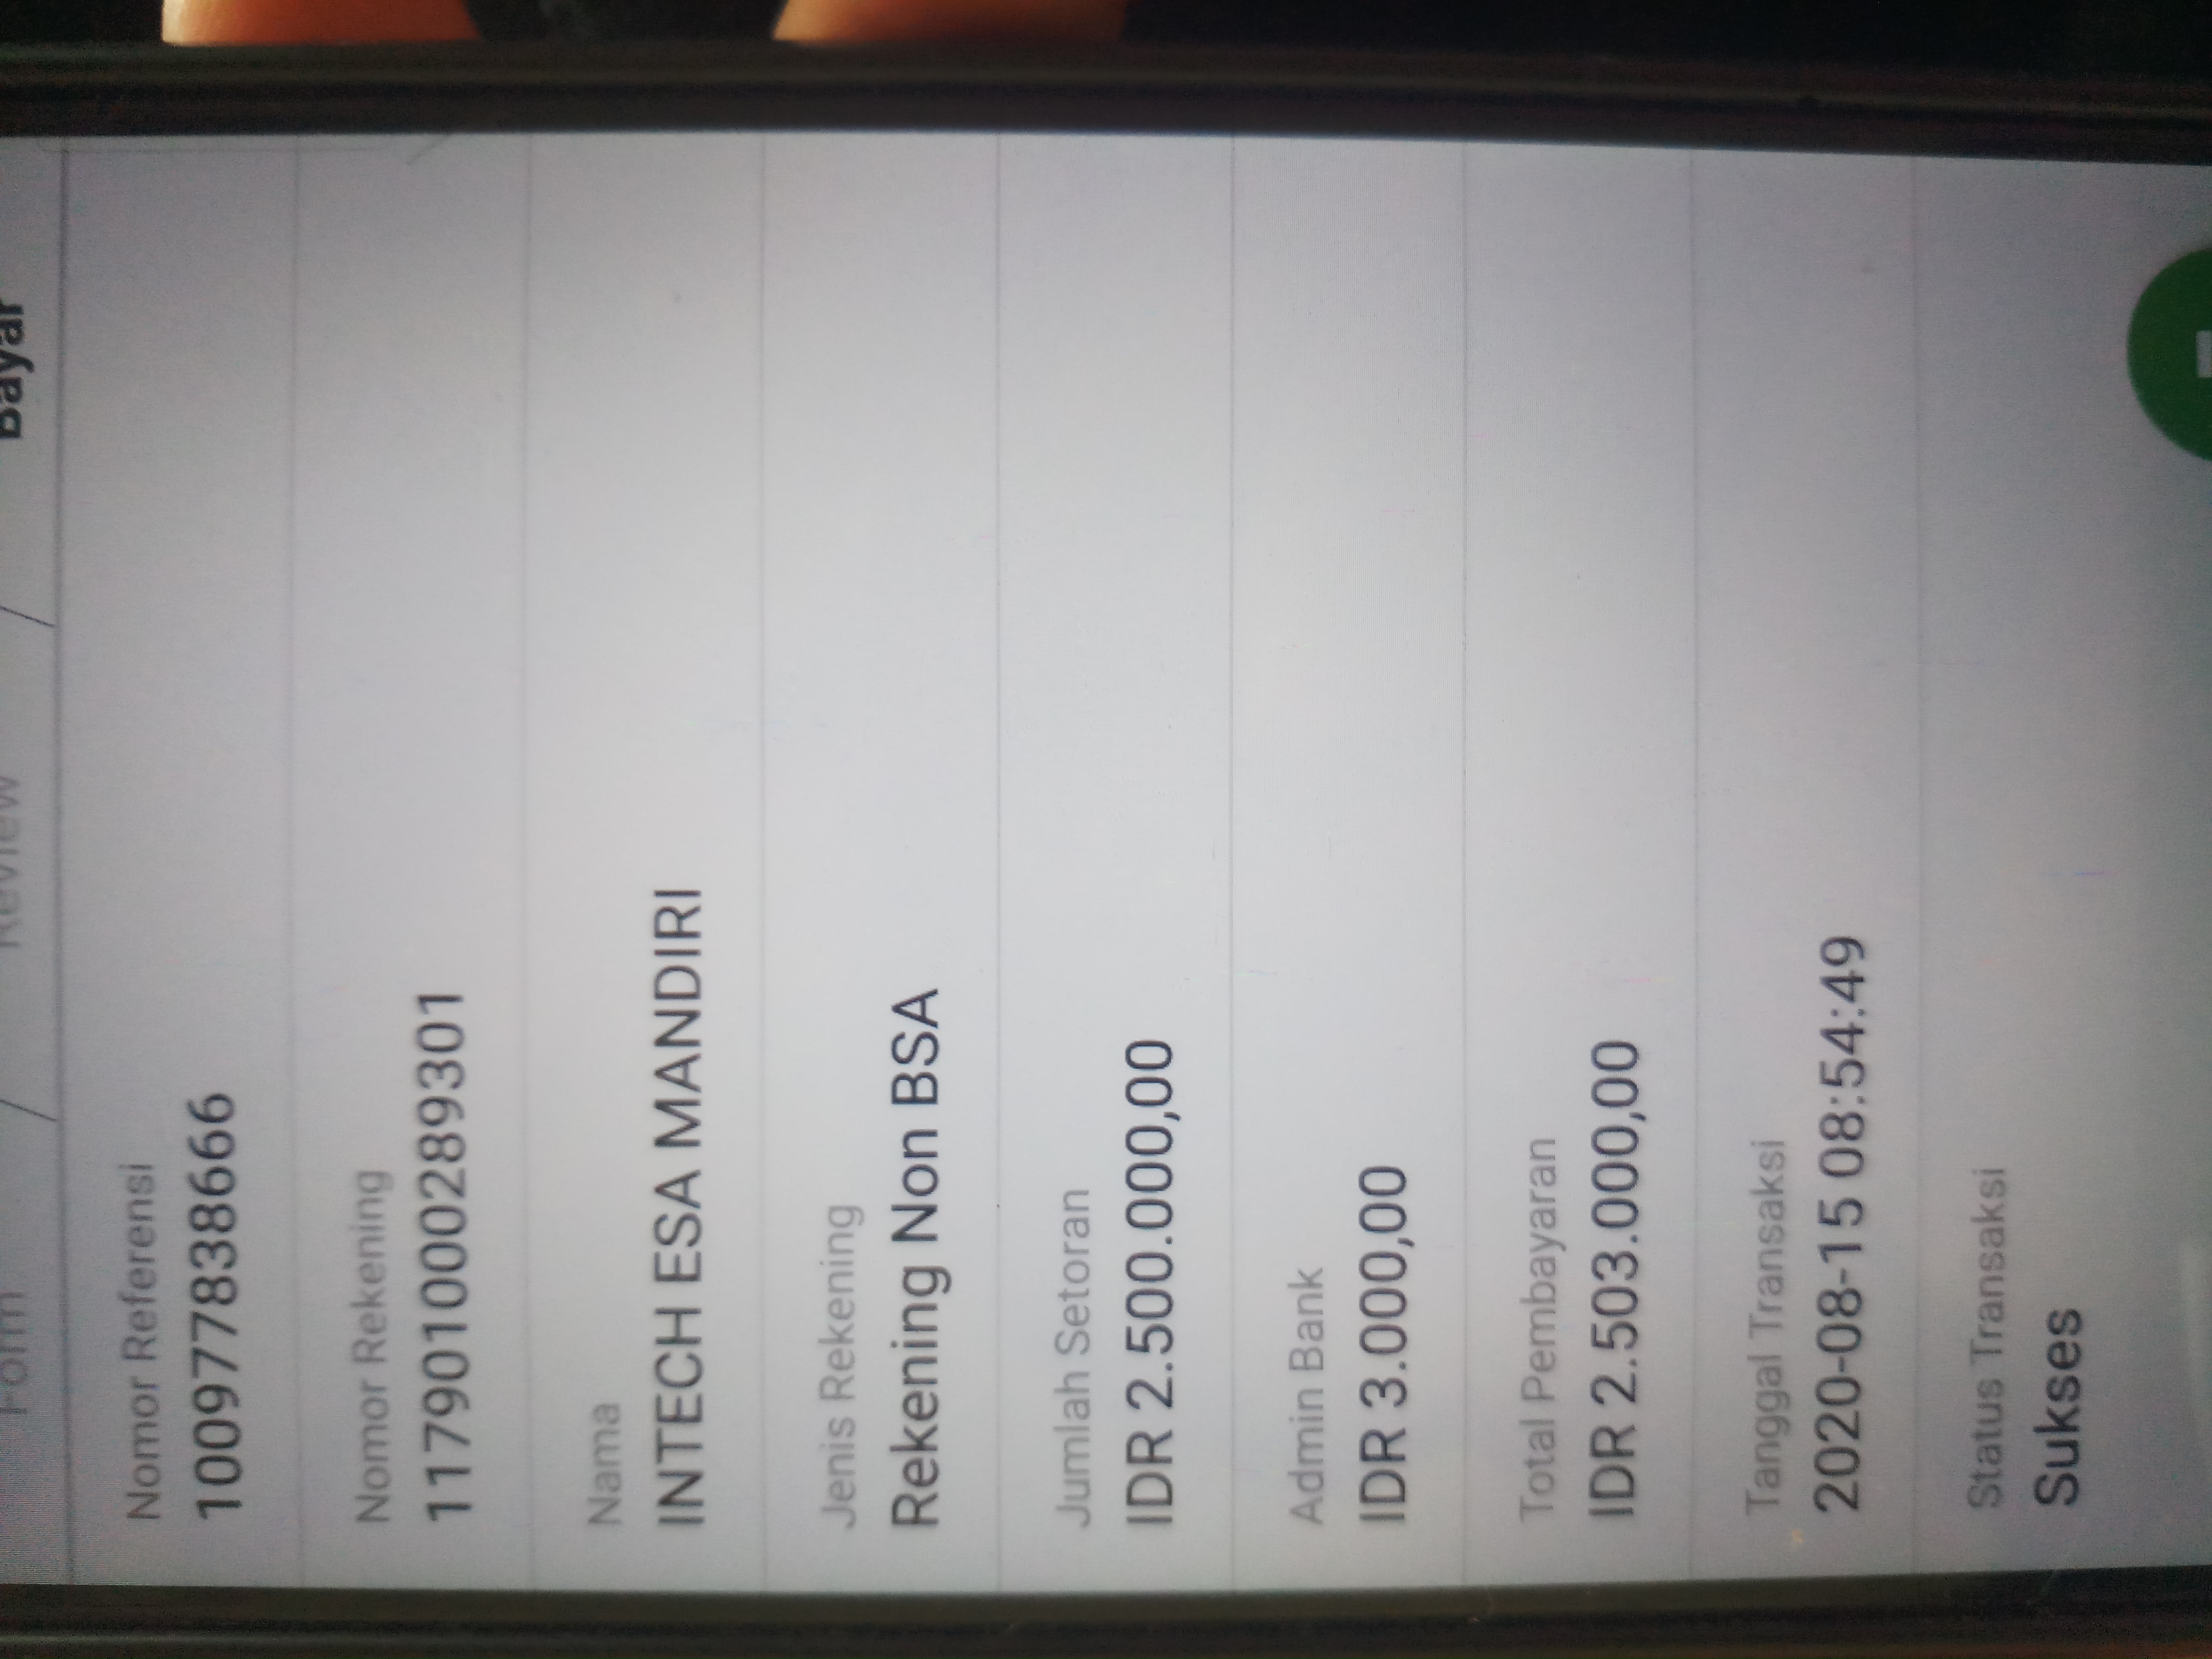 Form Review Bayar
Nomor Referensi
100977838666
Nomor Rekening
117901000289301
Nama
INTECH ESA MANDIRI
Jenis Rekening
Rekening Non BSA
Jumlah Setoran
IDR 2.500.000,00
Admin Bank
IDR 3.000,00
Total Pembayaran
IDR 2.503.000,00
Tanggal Transaksi
2020-08-15 08:54:49
Status Transaksi
Sukses